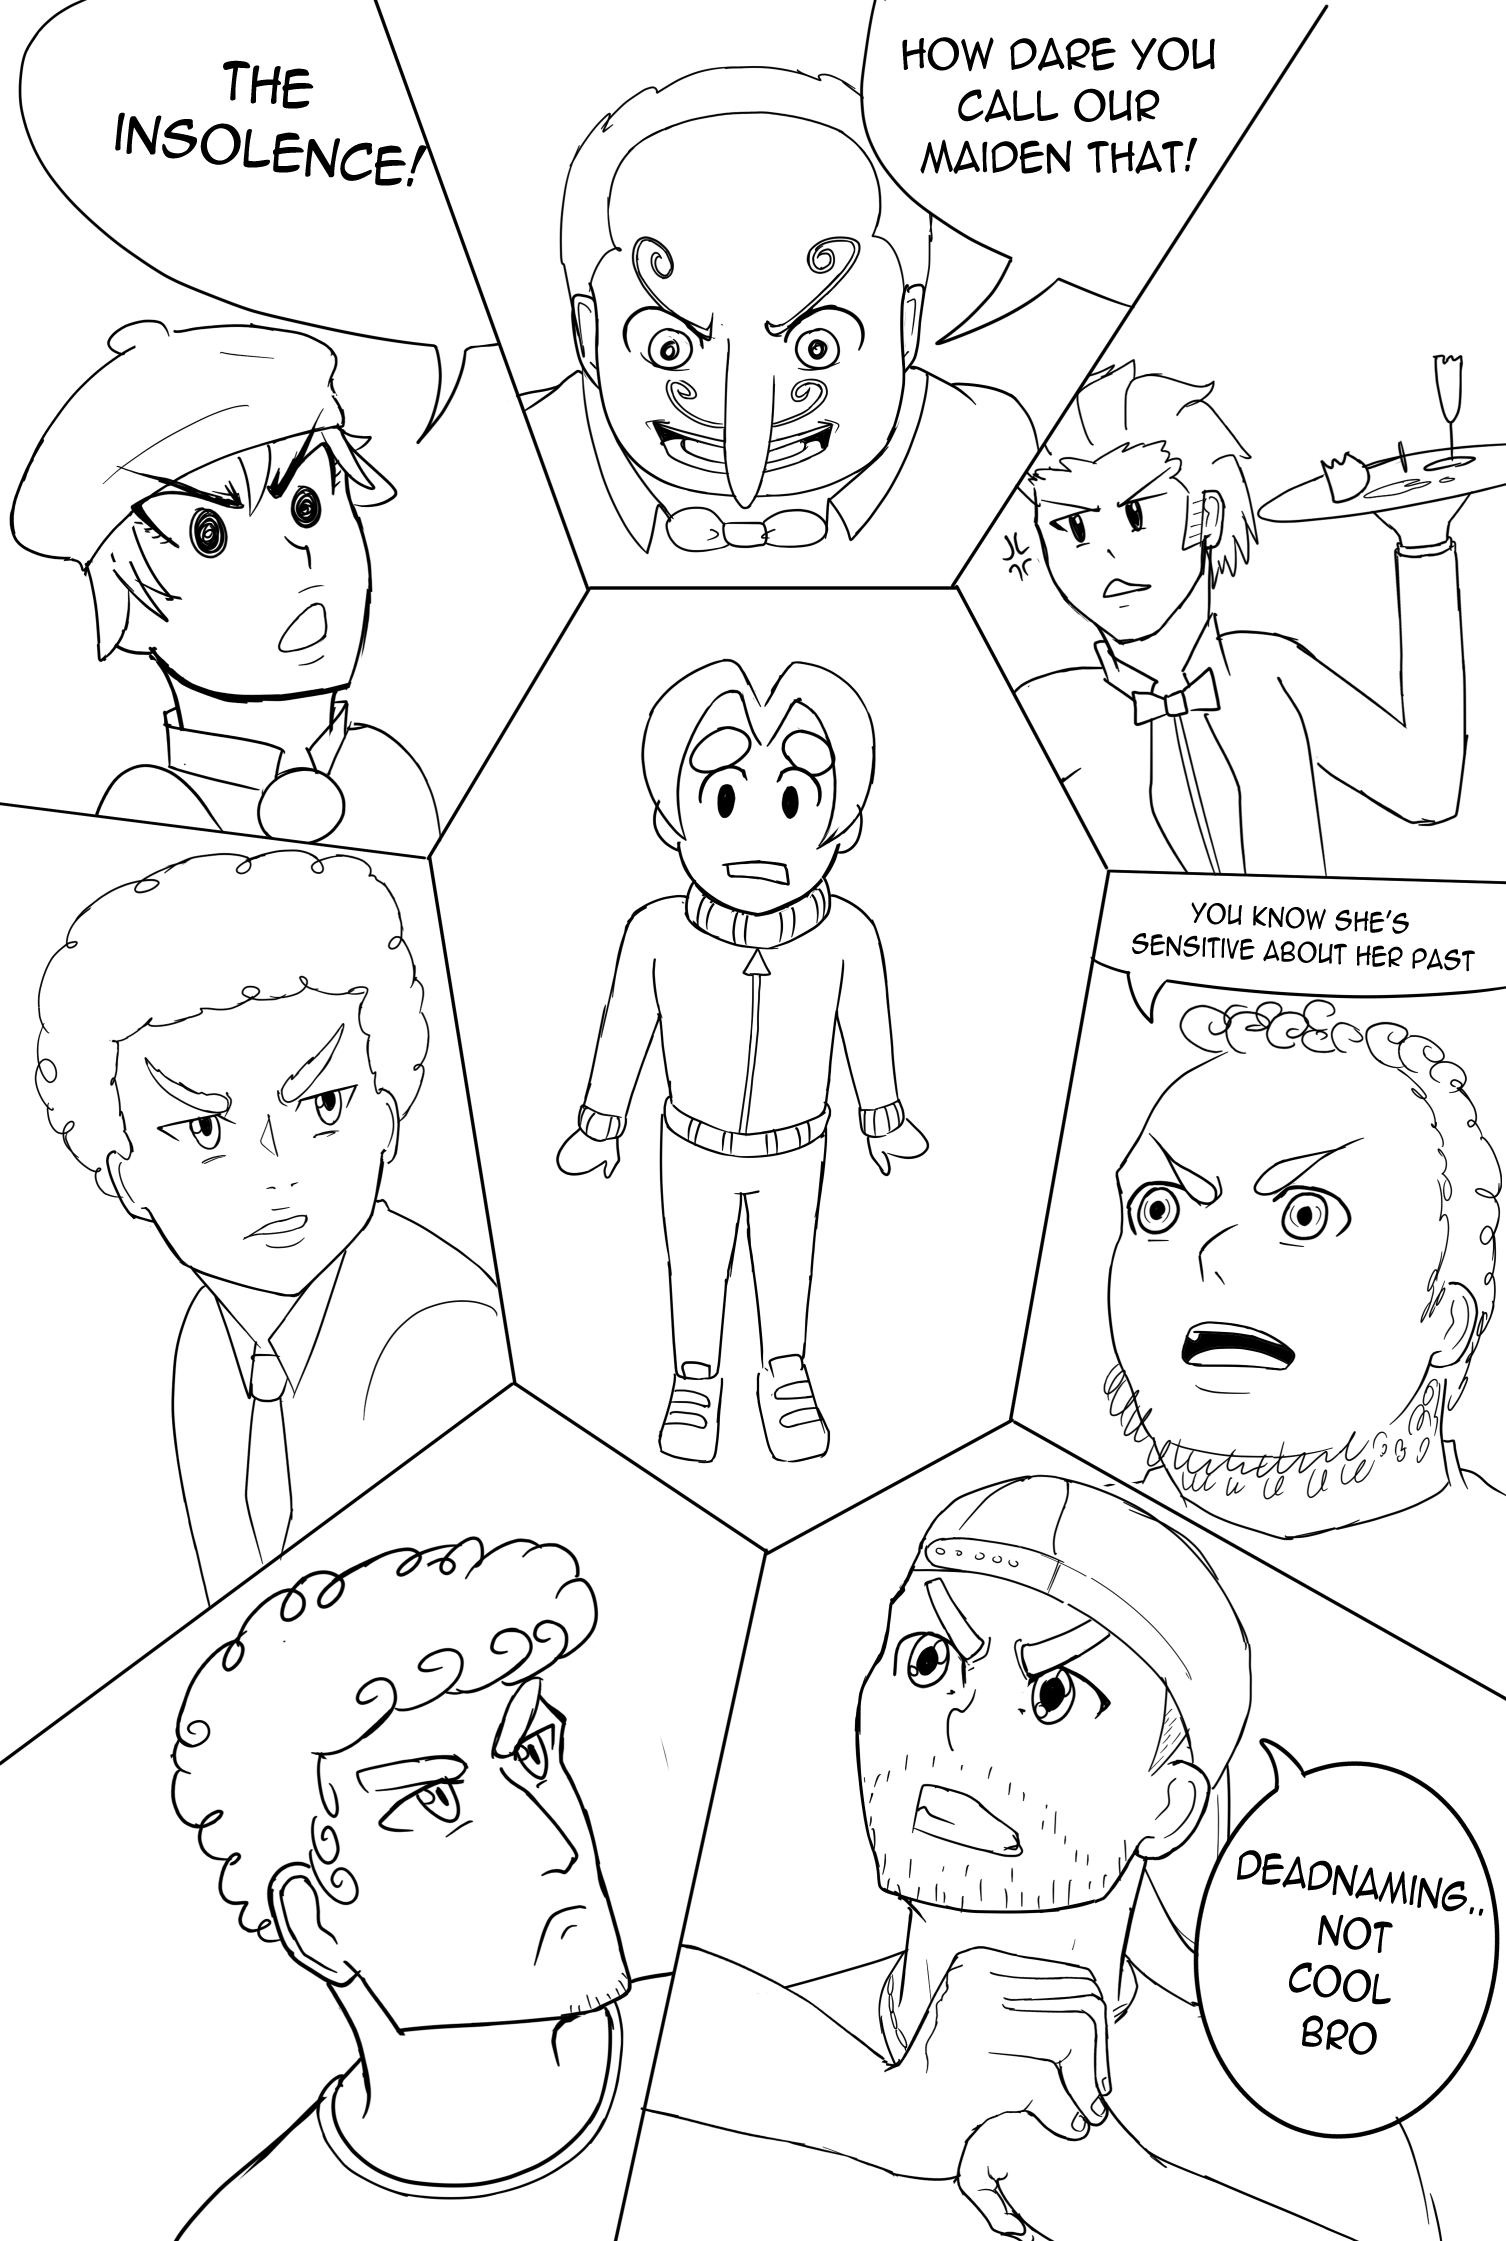 THE
INSOLENCE!
HOW DARE YOU
CALL OUR
MAIDEN THAT!
YOU KNOW SHE'S
SENSITIVE ABOUT HER PAST
DEADNAMING..
NOT
COOL
BRO